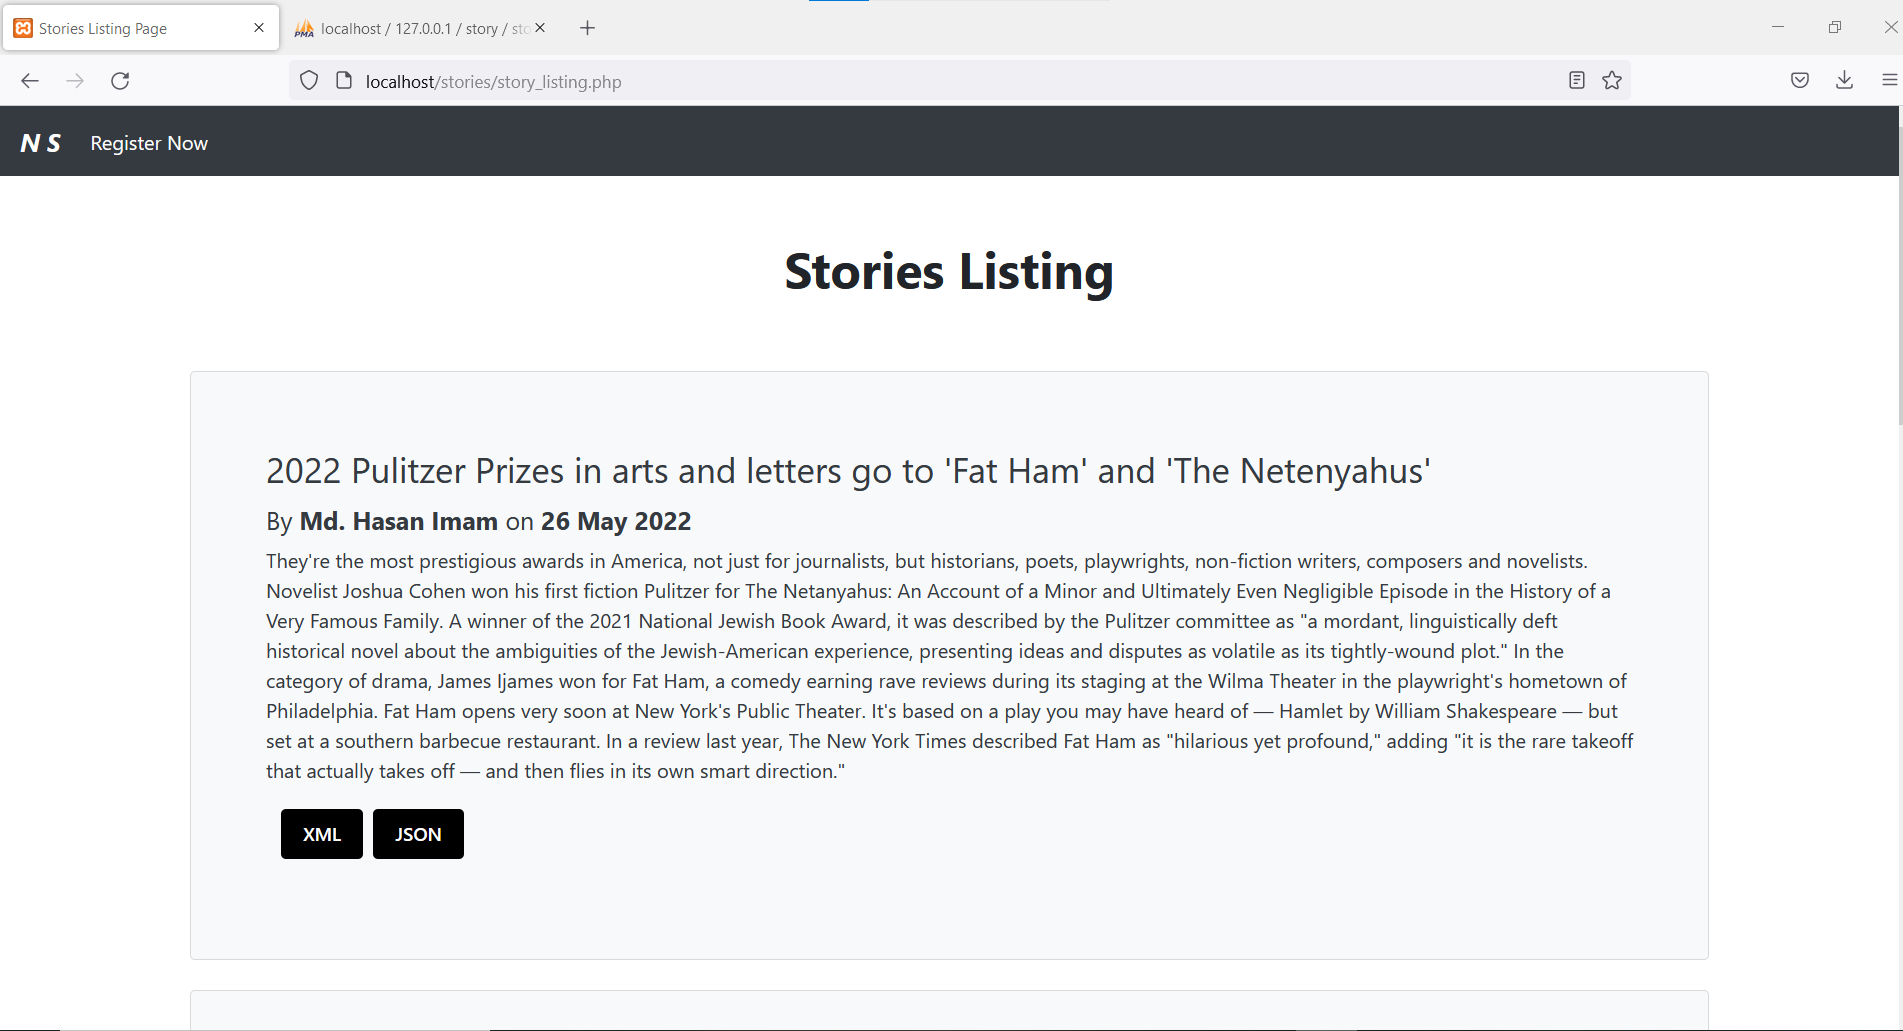 Stories Listing Page
localhost / 127.0.0.1 / story / sto
localhost/stories/story_listing.php
N S Register Now
Stories Listing
2022 Pulitzer Prizes in arts and letters go to 'Fat Ham' and 'The Netenyahus'
By Md. Hasan Imam on 26 May 2022
They're the most prestigious awards in America, not just for journalists, but historians, poets, playwrights, non-fiction writers, composers and novelists.
Novelist Joshua Cohen won his first fiction Pulitzer for The Netanyahus: An Account of a Minor and Ultimately Even Negligible Episode in the History of a
Very Famous Family. A winner of the 2021 National Jewish Book Award, it was described by the Pulitzer committee as "a mordant, linguistically deft
historical novel about the ambiguities of the Jewish-American experience, presenting ideas and disputes as volatile as its tightly-wound plot." In the
category of drama, James Ijames won for Fat Ham, a comedy earning rave reviews during its staging at the Wilma Theater in the playwright's hometown of
Philadelphia. Fat Ham opens very soon at New York's Public Theater. It's based on a play you may have heard of — Hamlet by William Shakespeare — but
set at a southern barbecue restaurant. In a review last year, The New York Times described Fat Ham as "hilarious yet profound," adding "it is the rare takeoff
that actually takes off — and then flies in its own smart direction."
XML JSON